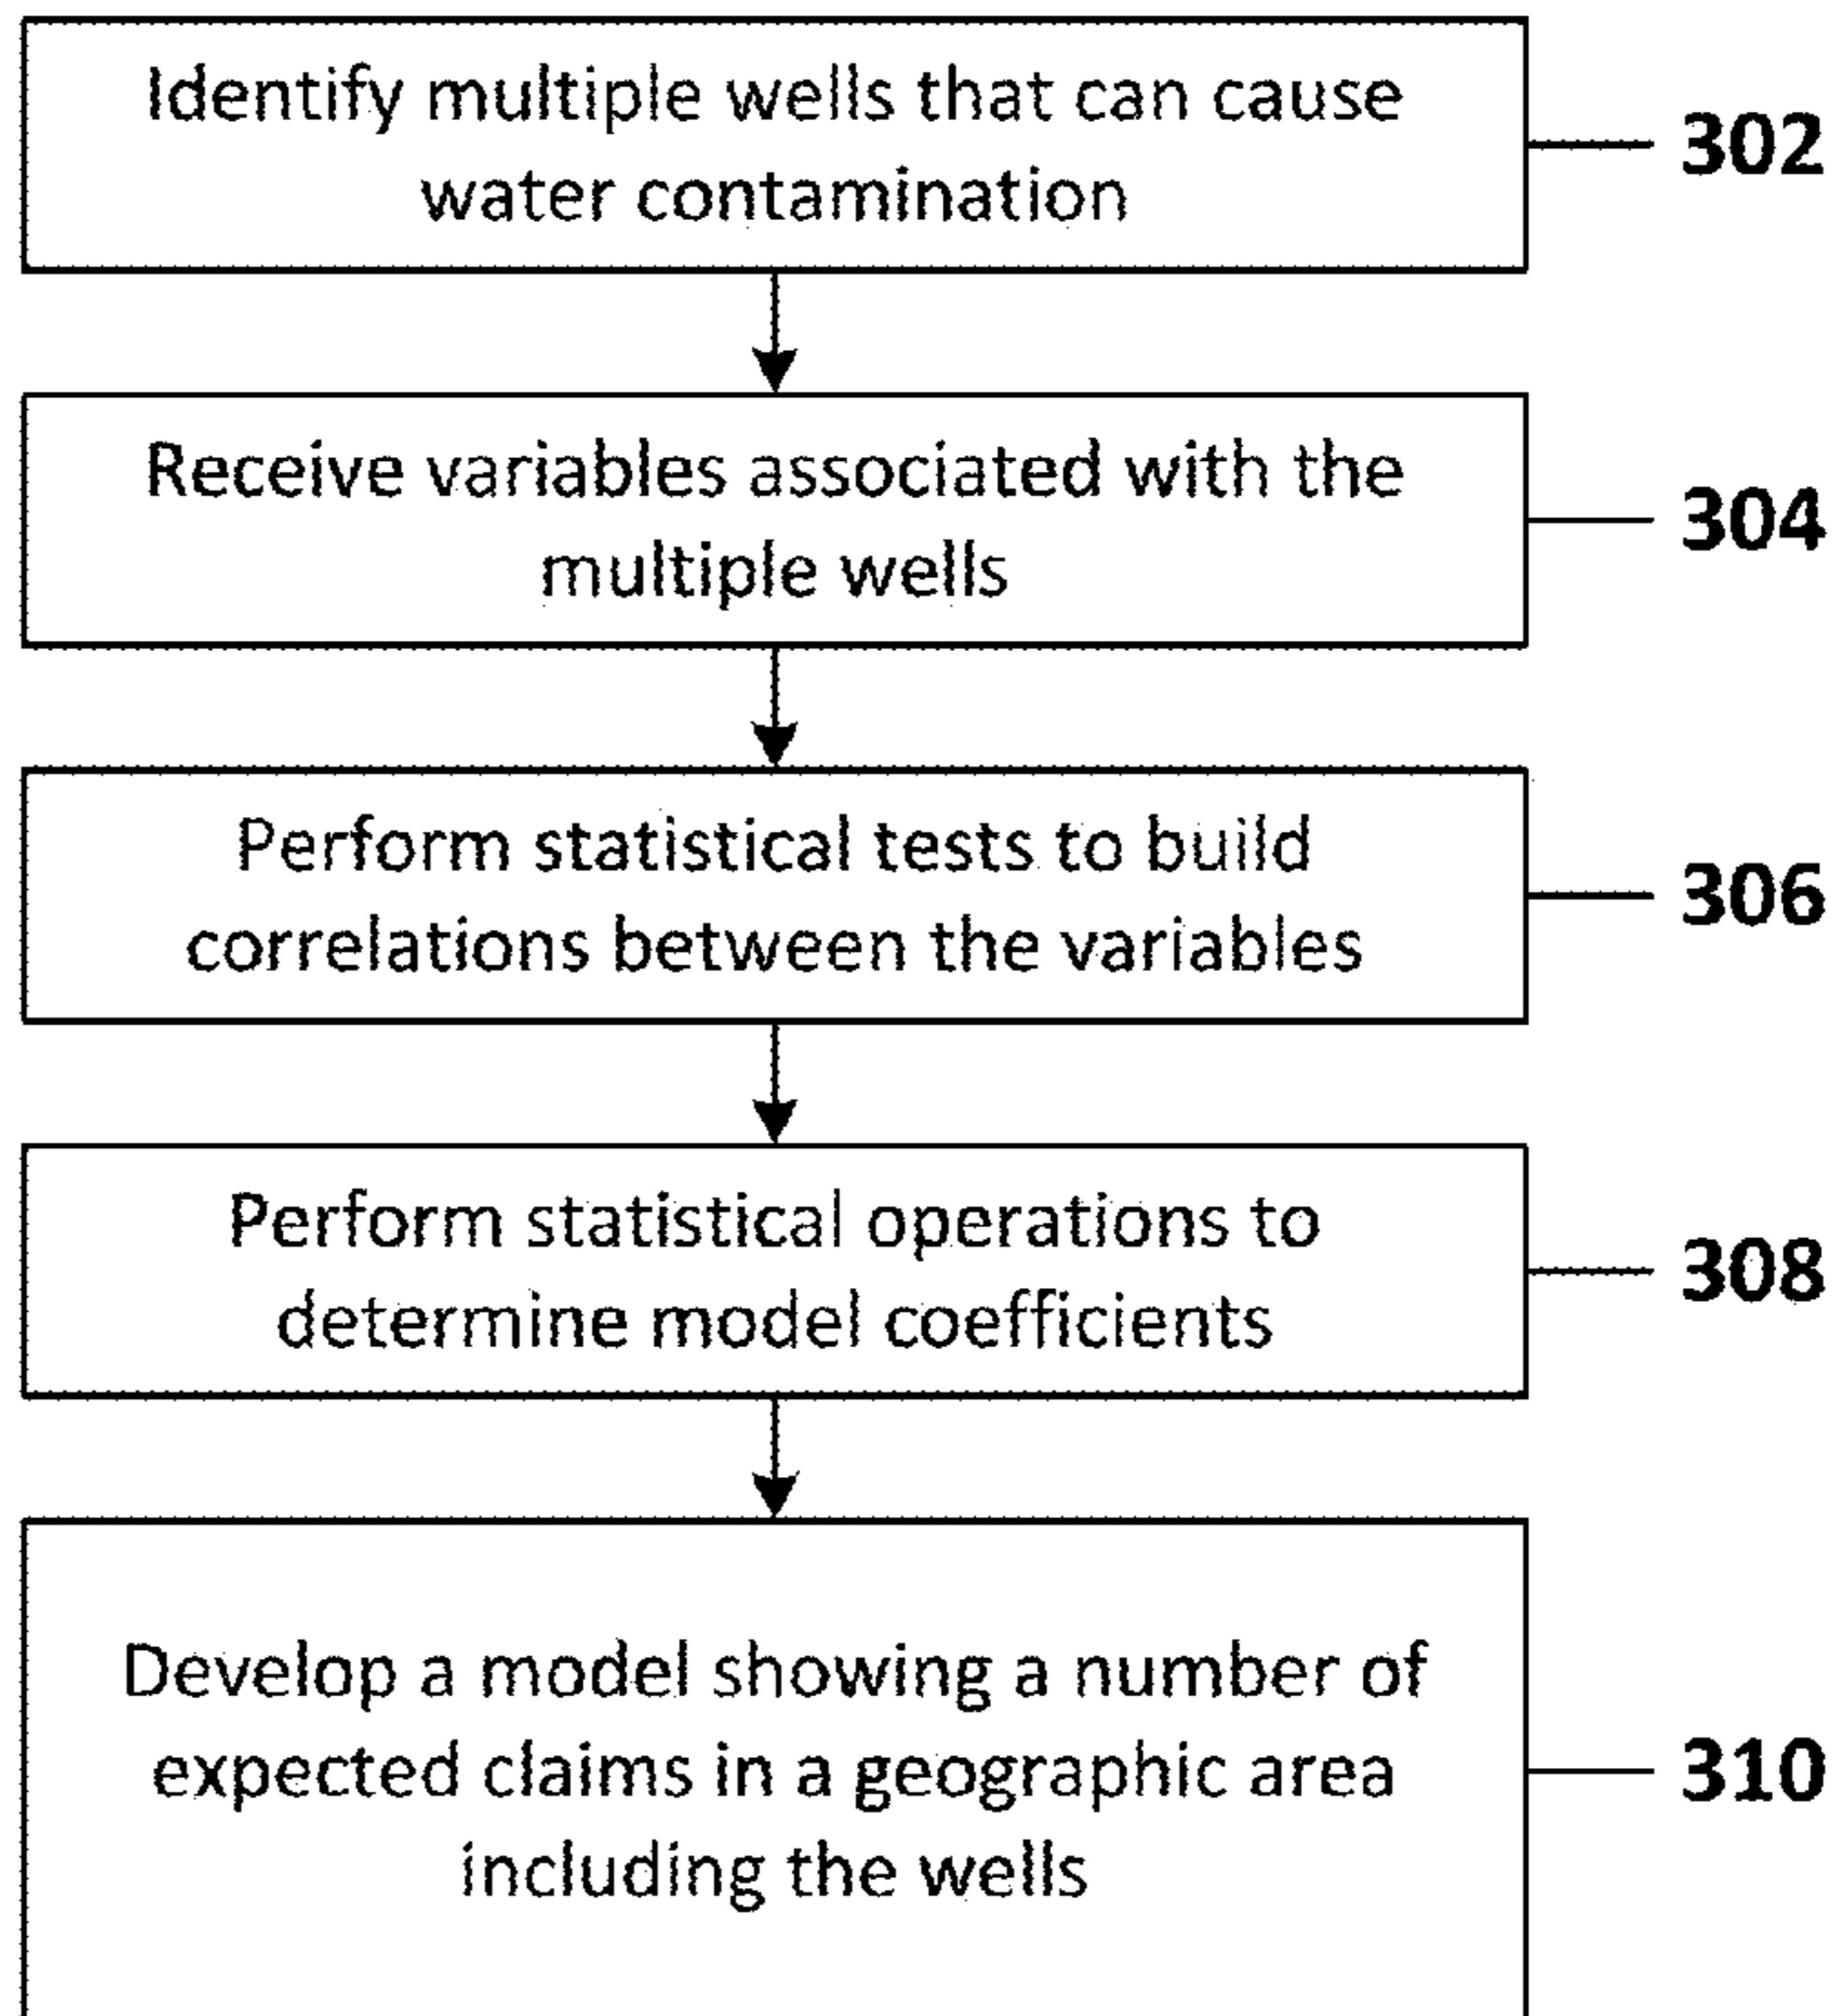 Identify multiple wells that can cause
water contamination
302
Receive variables associated with the
multiple wells
304
Perform statistical tests to build
correlations between the variables
306
Perform statistical operations to
determine model coefficients
308
Develop a model showing a number of
expected claims in a geographic area
including the wells
310